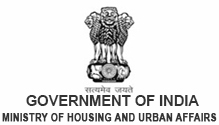 सत्यमेव जयते
GOVERNMENT OF INDIA
MINISTRY OF HOUSING AND URBAN AFFAIRS